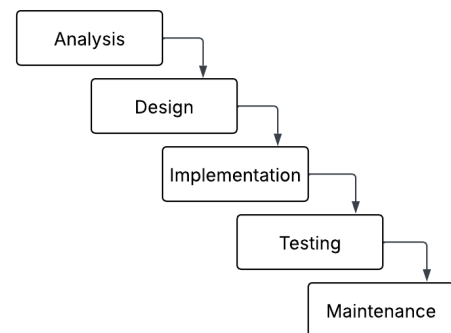 Analysis
Design
Implementation
Testing
Maintenance